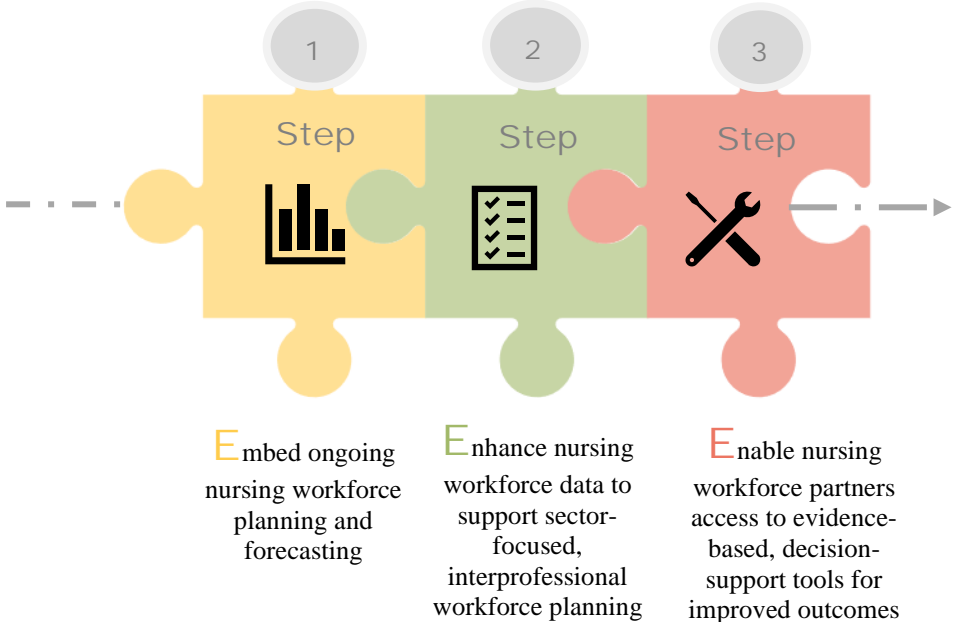 1
Step
Embed ongoing
nursing workforce
planning and
forecasting
2
Step
Enhance nursing
workforce data to
support sector-
focused,
interprofessional
workforce planning
3
Step
Enable nursing
workforce partners
access to evidence-
based, decision-
support tools for
improved outcomes